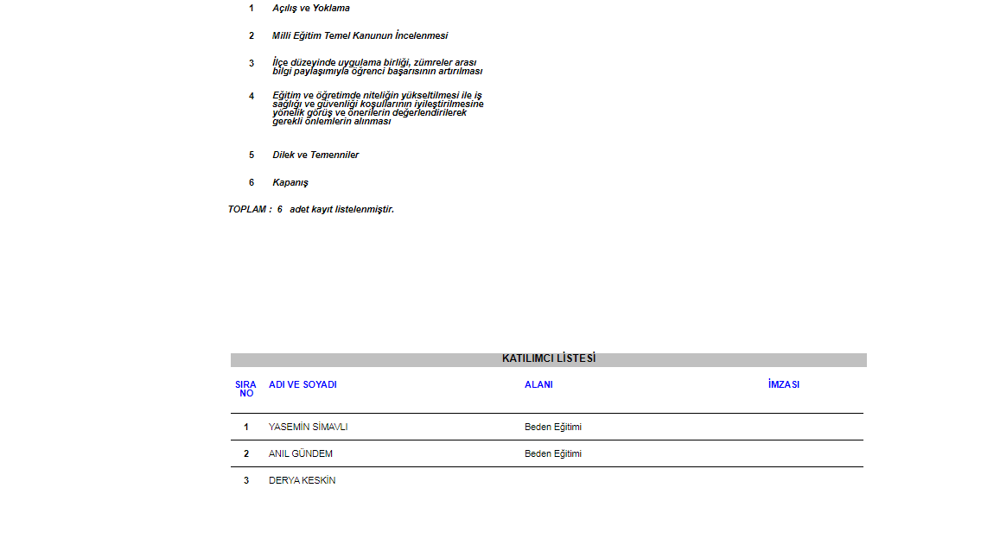 1 Açılış ve Yoklama
2 Milli Eğitim Temel Kanunun İncelenmesi
3 İlçe düzeyinde uygulama birliği, zümreler arası
bilgi paylaşımıyla öğrenci başarısının artırılması
4 Eğitim ve öğretimde niteliğin yükseltilmesi ile iş
sağlığı ve güvenliği koşullarının iyileştirilmesine
yönelik görüş ve önerilerin değerlendirilerek
gerekli önlemlerin alınması
5 Dilek ve Temenniler
6 Kapanış
TOPLAM : 6 adet kayıt listelenmiştir.
KATILIMCI LİSTESİ
SIRA NO ADI VE SOYADI ALANI İMZASI
1 YASEMİN SİMAVLI Beden Eğitimi
2 ANIL GÜNDEM Beden Eğitimi
3 DERYA KESKİN